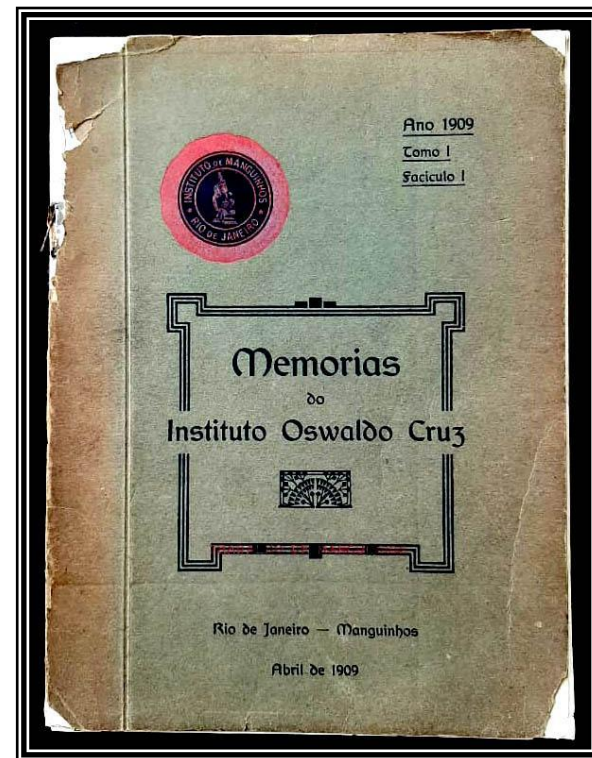 Ano 1909
Tomo I
Faciculo I
INSTITUTO DE MANGUINHOS
RIO DE JANEIRO
Memorias
do
Instituto Oswaldo Cruz
Rio de Janeiro — Manguinhos
Abril de 1909